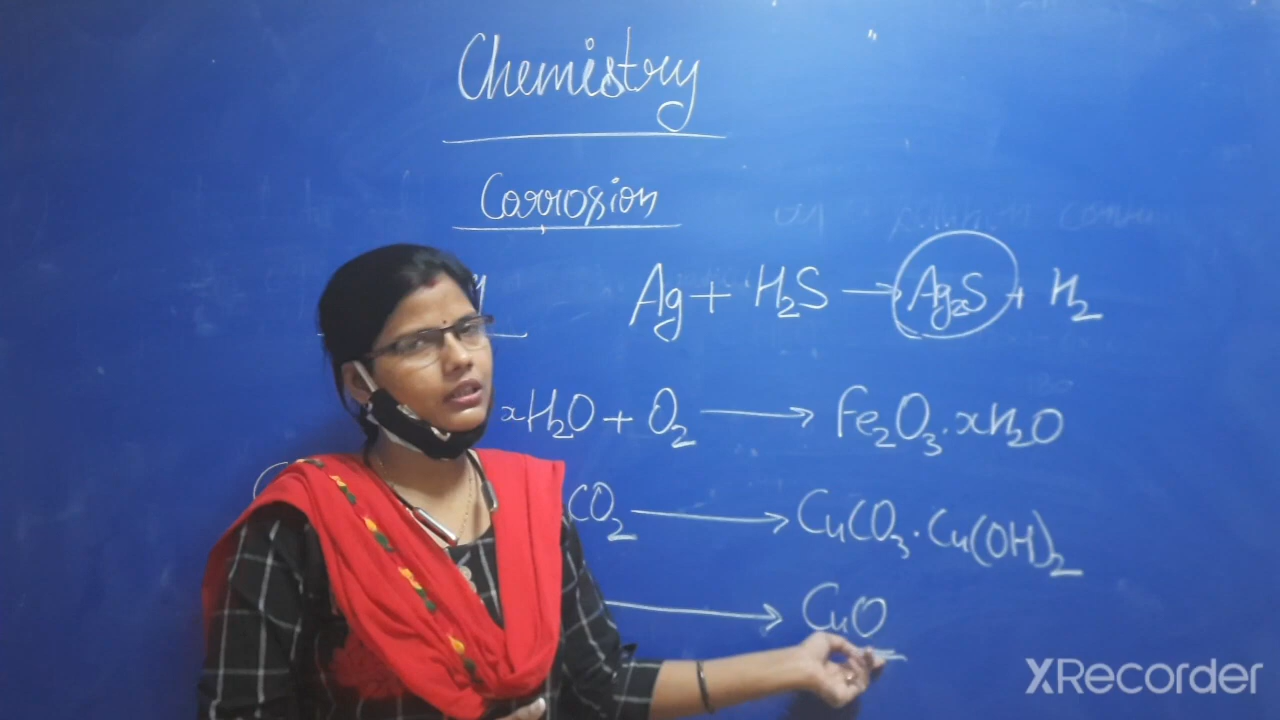 Chemistry
Corrosion
Ag + H₂S → Ag₂S + H₂
xH₂O + O₂ → Fe₂O₃.xH₂O
CO₂ → CuCO₃.Cu(OH)₂
→ CuO
XRecorder